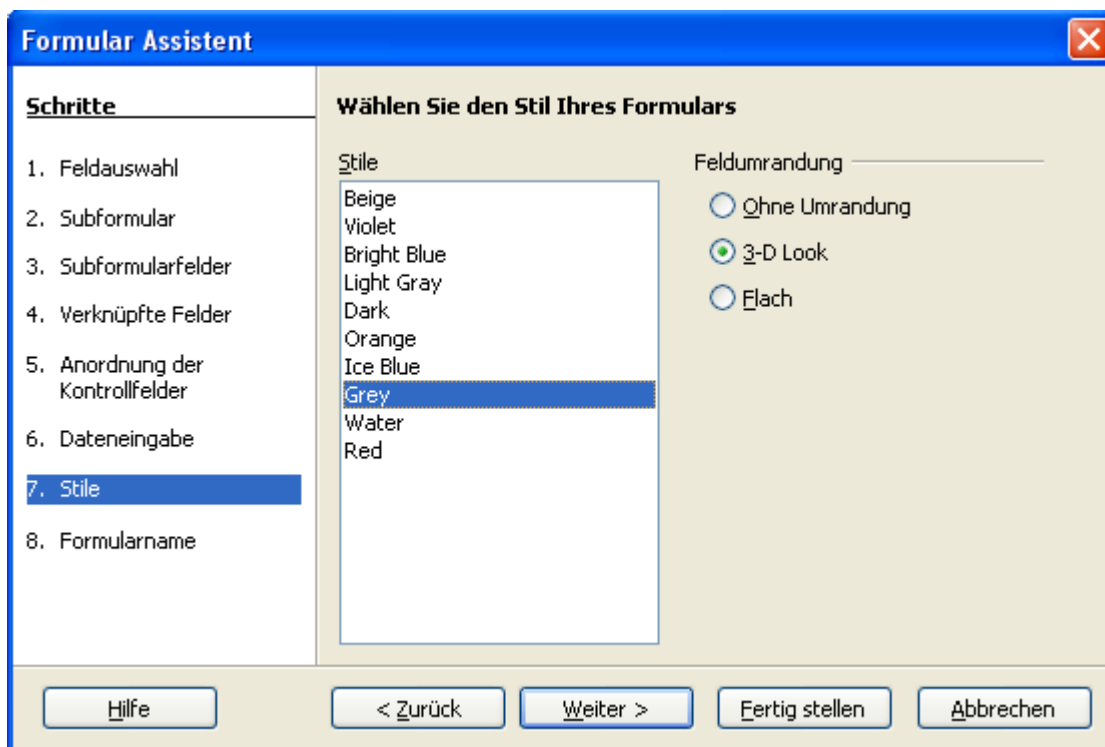 Formular Assistent
Schritte
1. Feldauswahl
2. Subformular
3. Subformularfelder
4. Verknüpfte Felder
5. Anordnung der
Kontrollfelder
6. Dateneingabe
7. Stile
8. Formularname
Wählen Sie den Stil Ihres Formulars
Stile
Beige
Violet
Bright Blue
Light Gray
Dark
Orange
Ice Blue
Grey
Water
Red
Feldumrandung
Ohne Umrandung
3-D Look
Flach
Hilfe
< Zurück
Weiter >
Fertig stellen
Abbrechen